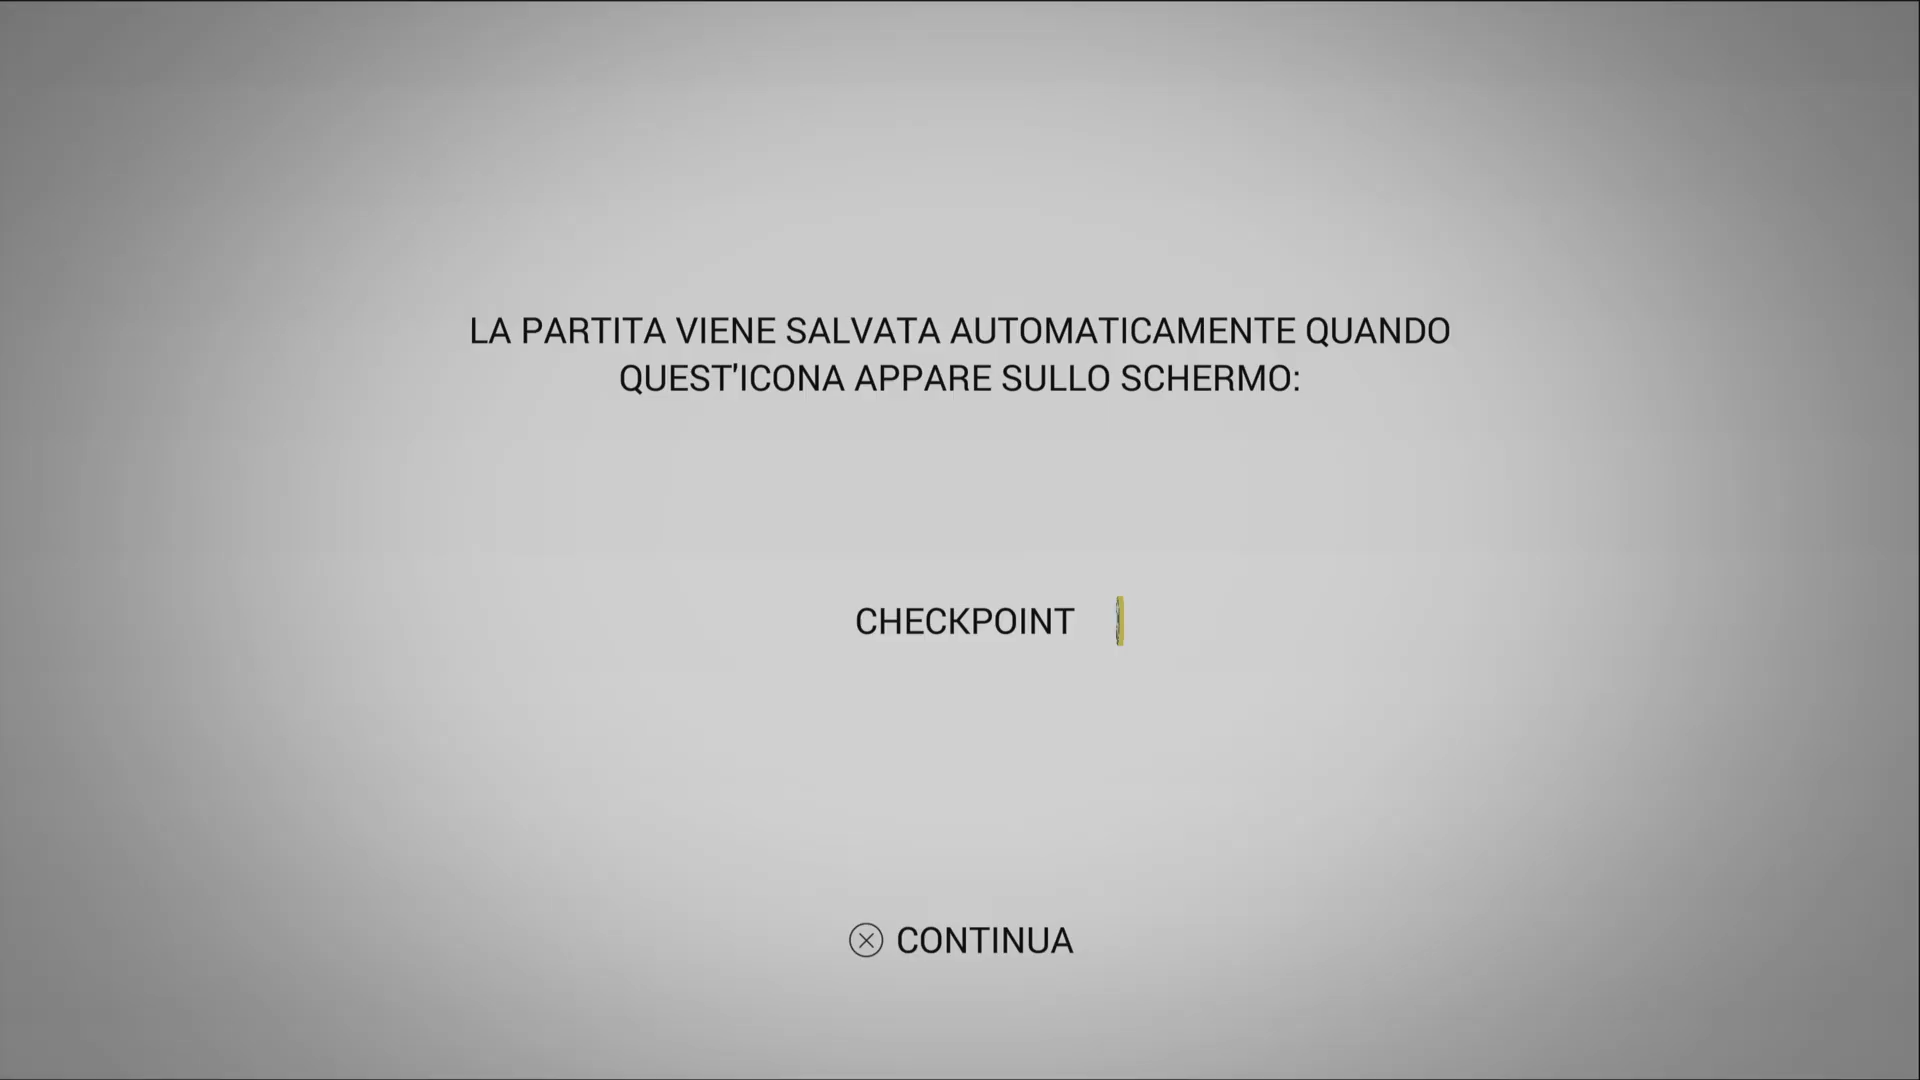 LA PARTITA VIENE SALVATA AUTOMATICAMENTE QUANDO
QUEST'ICONA APPARE SULLO SCHERMO:
CHECKPOINT
CONTINUA